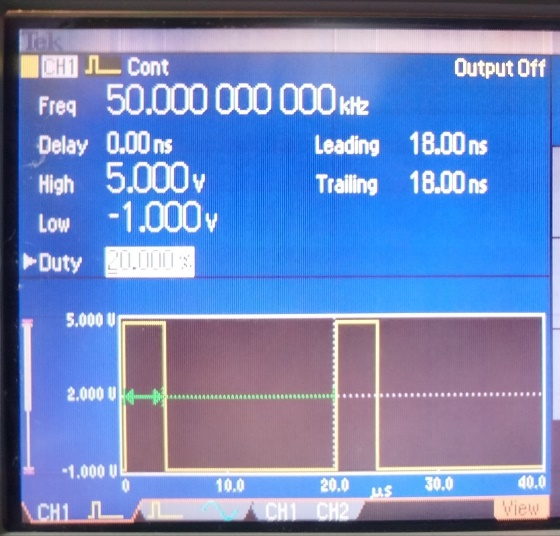 Tek
CH1 Cont Output Off
Freq 50.000 000 000 kHz
Delay 0.00 ns Leading 18.00 ns
High 5.000 V Trailing 18.00 ns
Low -1.000 V
Duty 20.000 %
5.000 V
2.000 V
-1.000 V
0 10.0 20.0 µs 30.0 40.0
CH1 CH1 CH2 View